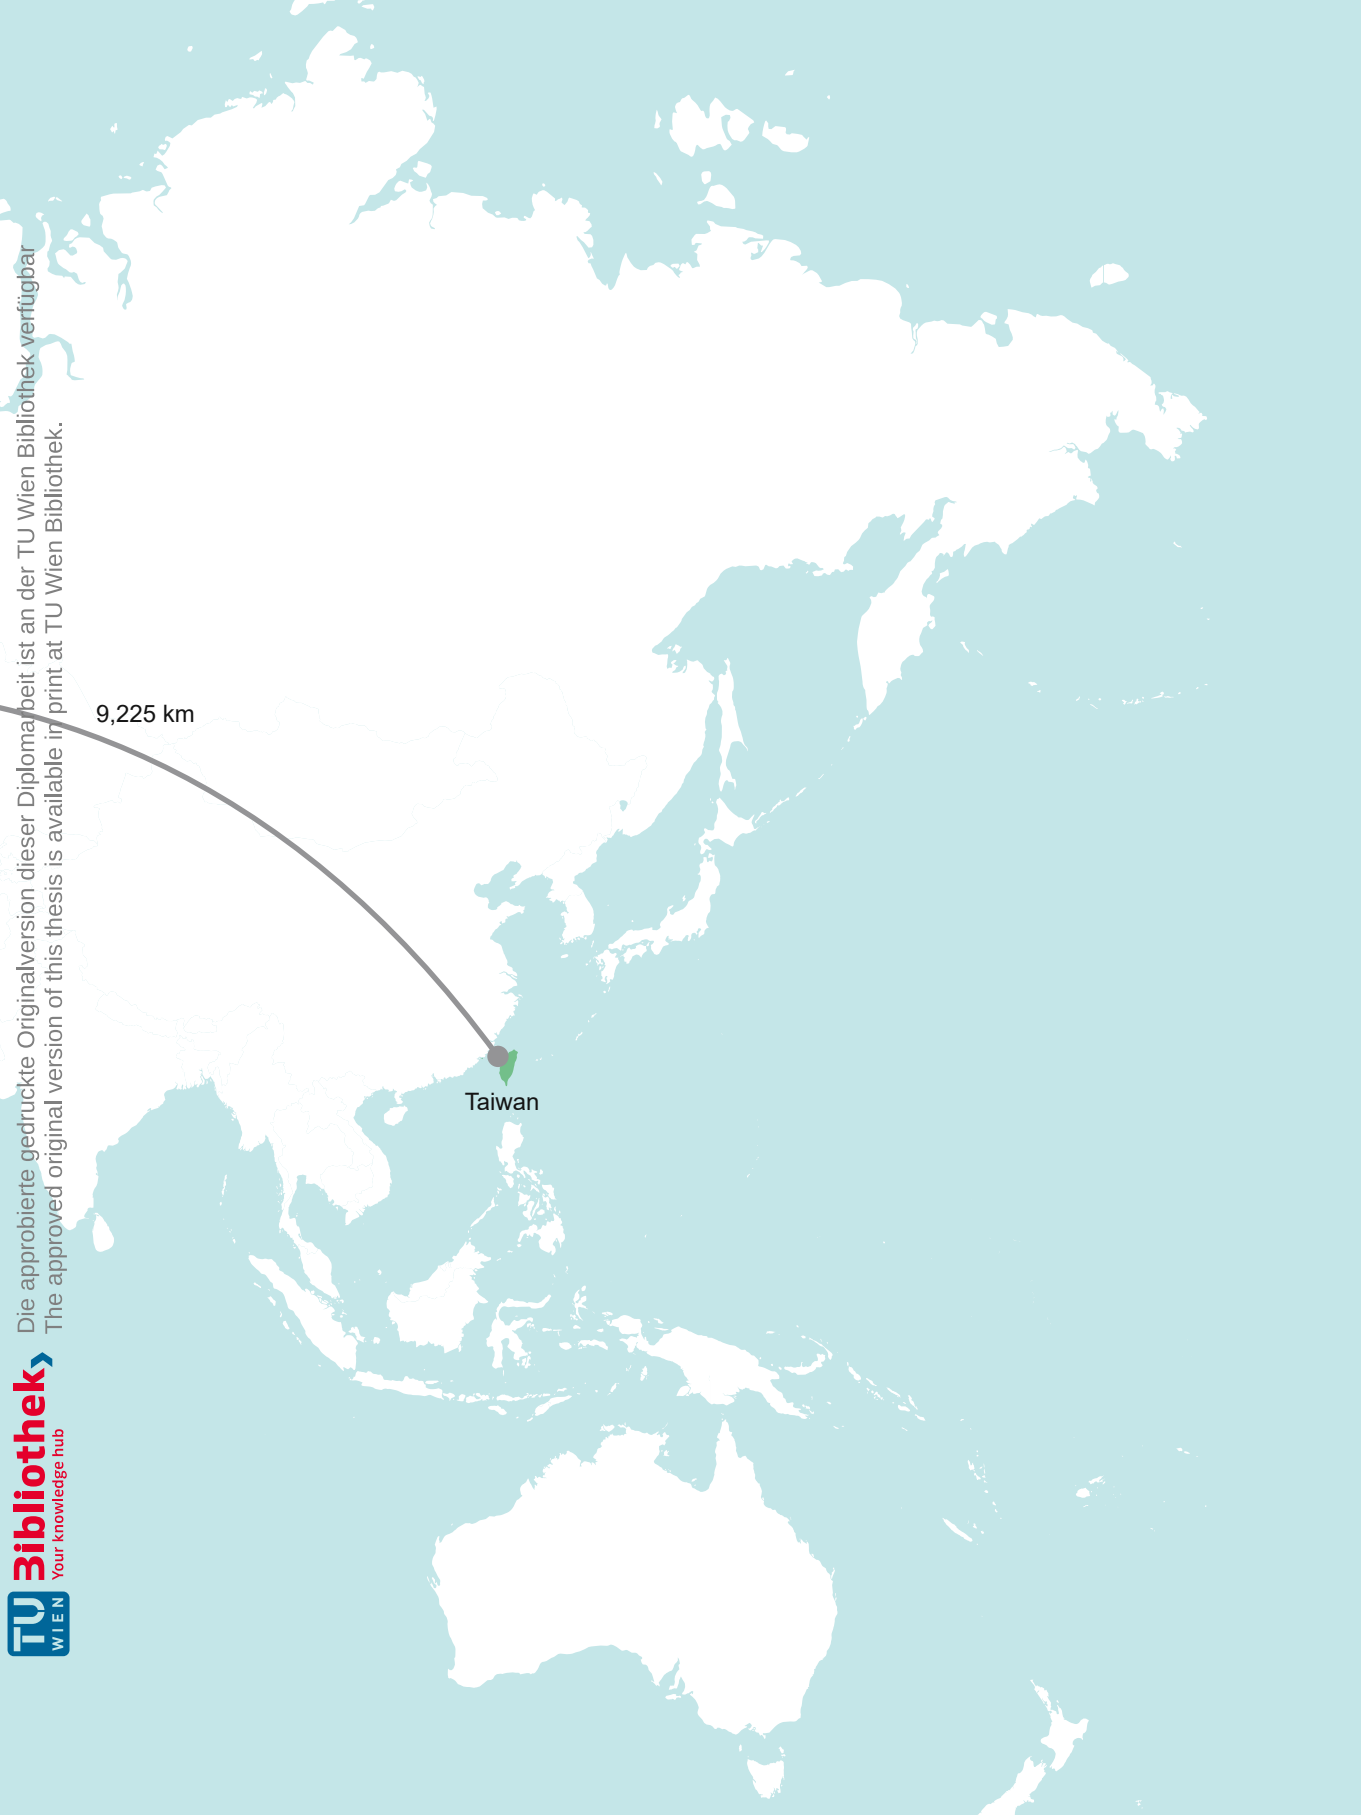 9,225 km
Taiwan
Die approbierte gedruckte Originalversion dieser Diplomarbeit ist an der TU Wien Bibliothek verfügbar
The approved original version of this thesis is available in print at TU Wien Bibliothek.
TU
WIEN
Bibliothek
Your knowledge hub